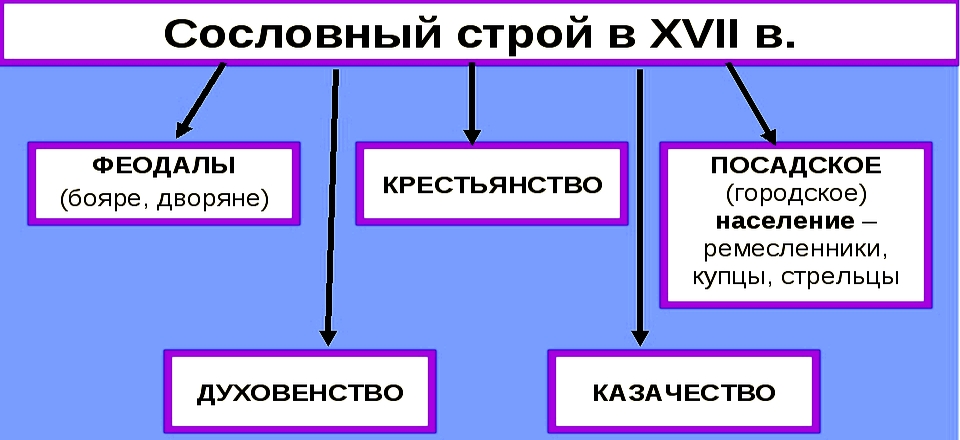 Сословный строй в XVII в.
ФЕОДАЛЫ
(бояре, дворяне)
КРЕСТЬЯНСТВО
ПОСАДСКОЕ
(городское)
население –
ремесленники,
купцы, стрельцы
ДУХОВЕНСТВО
КАЗАЧЕСТВО